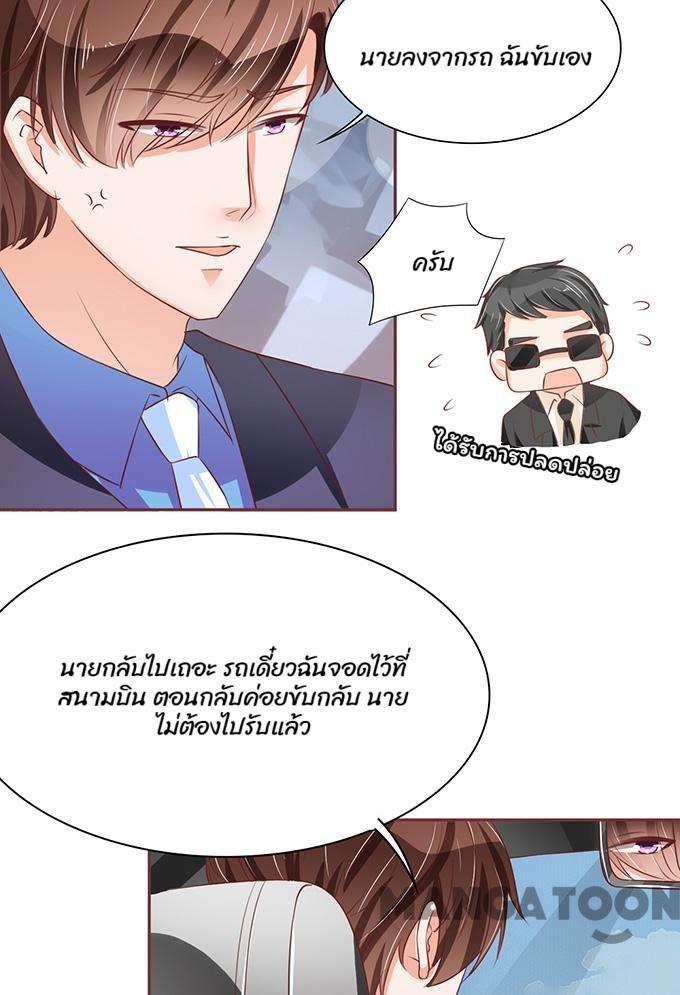 นายลงจากรถ ฉันขับเอง
ครับ
ได้รับการปลดปล่อย
นายกลับไปเถอะ รถเดี๋ยวฉันจอดไว้ที่
สนามบิน ตอนกลับค่อยขับกลับ นาย
ไม่ต้องไปรับแล้ว
MANGATOON